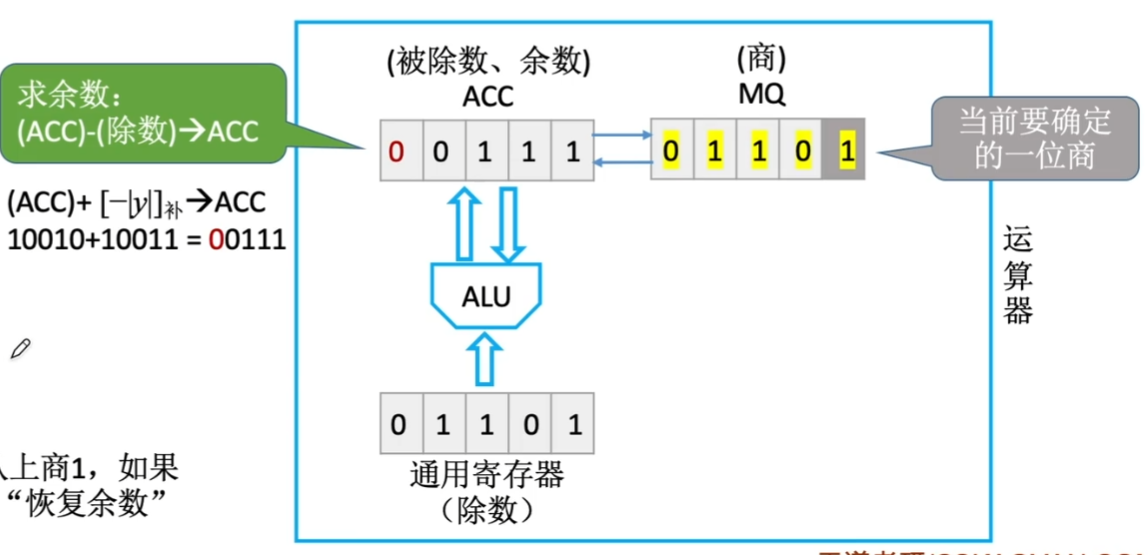 (被除数、余数)
ACC
(商)
MQ
求余数：
(ACC)-(除数)→ACC
0 0 1 1 1
0 1 1 0 1
当前要确定
的一位商
(ACC)+ [−|y|]补→ACC
10010+10011 = 00111
运
算
器
ALU
0 1 1 0 1
通用寄存器
（除数）
上商1，如果
“恢复余数”